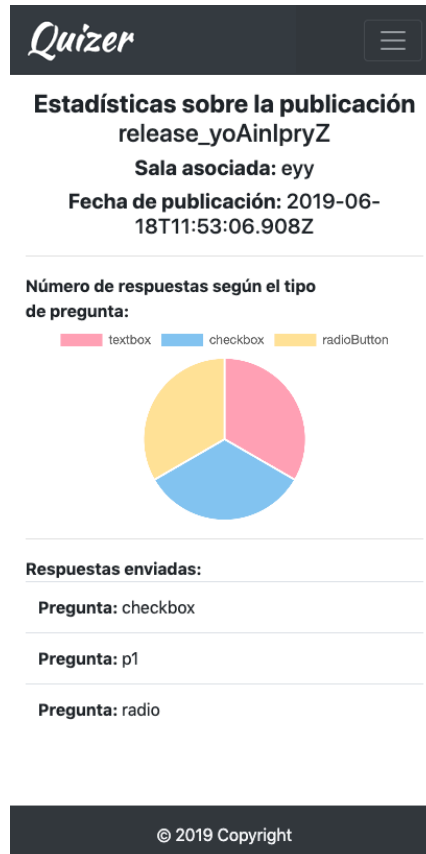 Quizer
Estadísticas sobre la publicación
release_yoAinlpryZ
Sala asociada: eyy
Fecha de publicación: 2019-06-
18T11:53:06.908Z
Número de respuestas según el tipo
de pregunta:
textbox checkbox radioButton
Respuestas enviadas:
Pregunta: checkbox
Pregunta: p1
Pregunta: radio
© 2019 Copyright